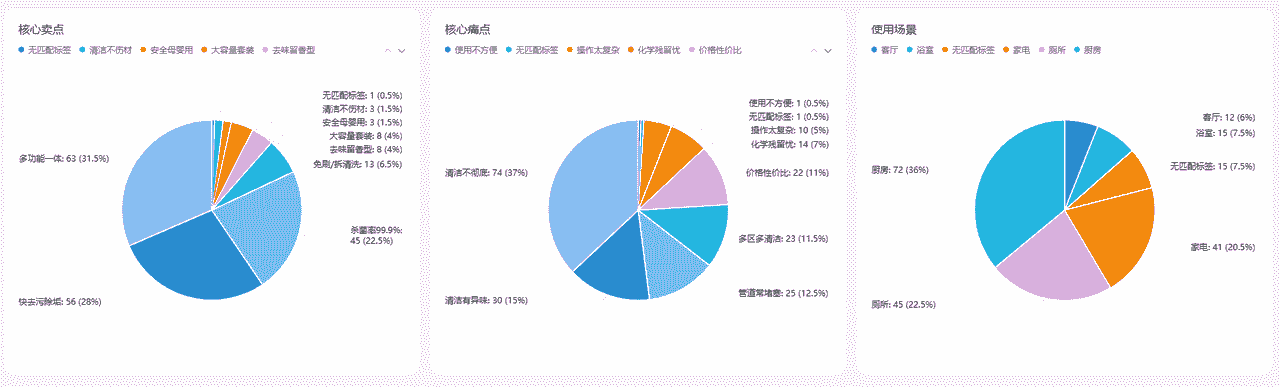 核心卖点
无匹配标签 清洁不伤材 安全母婴用 大容量套装 去味留香型
无匹配标签: 1 (0.5%)
清洁不伤材: 3 (1.5%)
安全母婴用: 3 (1.5%)
大容量套装: 8 (4%)
去味留香型: 8 (4%)
免刷/拆清洗: 13 (6.5%)
多功能一体: 63 (31.5%)
杀菌率99.9%:
45 (22.5%)
快去污除垢: 56 (28%)
核心痛点
使用不方便 无匹配标签 操作太复杂 化学残留忧 价格性价比
使用不方便: 1 (0.5%)
无匹配标签: 1 (0.5%)
操作太复杂: 10 (5%)
化学残留忧: 14 (7%)
清洁不彻底: 74 (37%)
价格性价比: 22 (11%)
多区多清洁: 23 (11.5%)
管道常堵塞: 25 (12.5%)
清洁有异味: 30 (15%)
使用场景
客厅 浴室 无匹配标签 家电 厕所 厨房
客厅: 12 (6%)
浴室: 15 (7.5%)
无匹配标签: 15 (7.5%)
厨房: 72 (36%)
家电: 41 (20.5%)
厕所: 45 (22.5%)